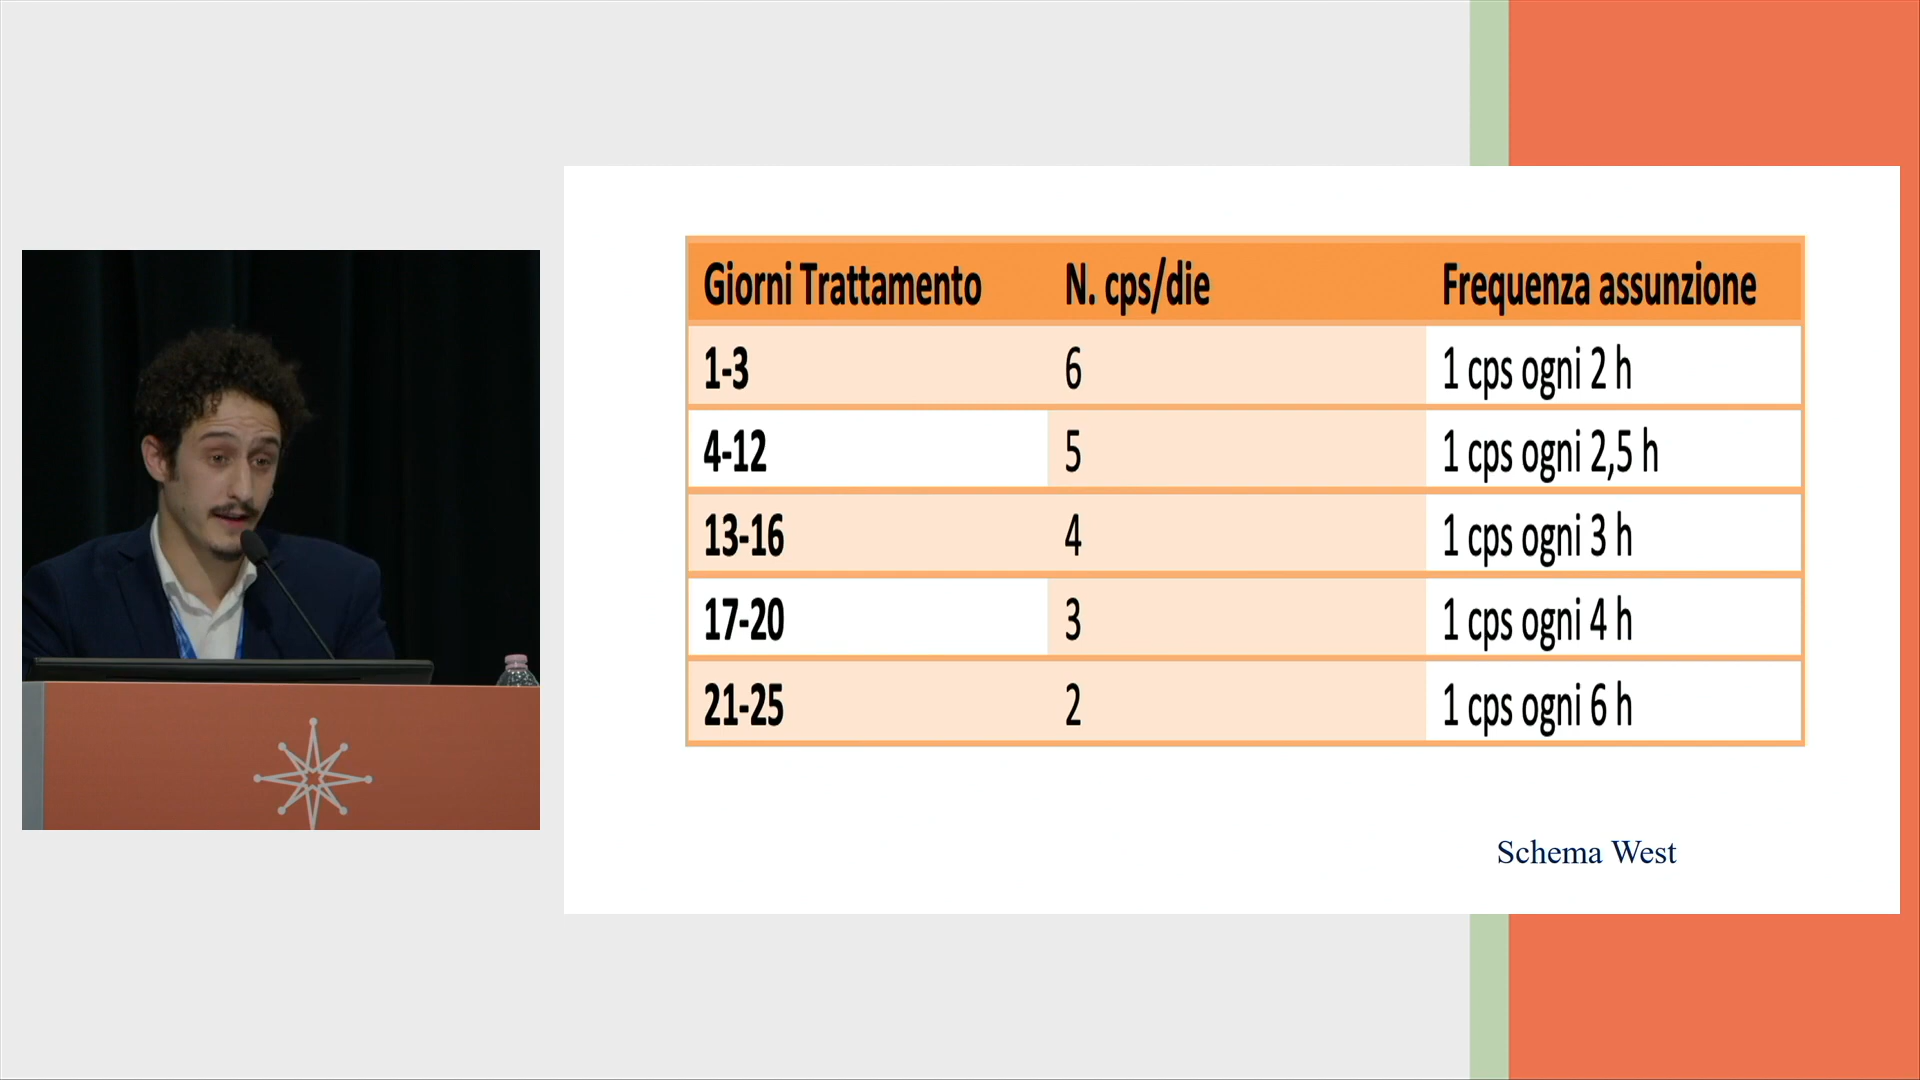 Giorni Trattamento N. cps/die Frequenza assunzione
1-3 6 1 cps ogni 2 h
4-12 5 1 cps ogni 2,5 h
13-16 4 1 cps ogni 3 h
17-20 3 1 cps ogni 4 h
21-25 2 1 cps ogni 6 h
Schema West